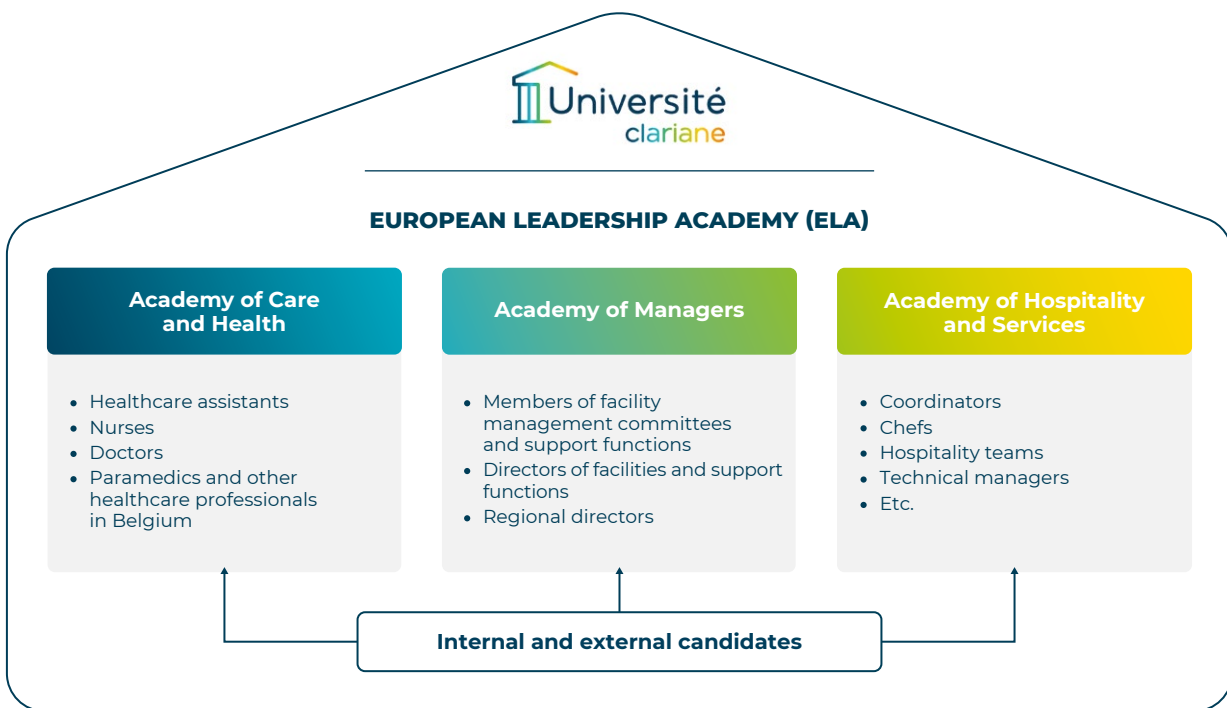 Université
clariane
EUROPEAN LEADERSHIP ACADEMY (ELA)
Academy of Care
and Health
• Healthcare assistants
• Nurses
• Doctors
• Paramedics and other
healthcare professionals
in Belgium
Academy of Managers
• Members of facility
management committees
and support functions
• Directors of facilities and support
functions
• Regional directors
Academy of Hospitality
and Services
• Coordinators
• Chefs
• Hospitality teams
• Technical managers
• Etc.
Internal and external candidates